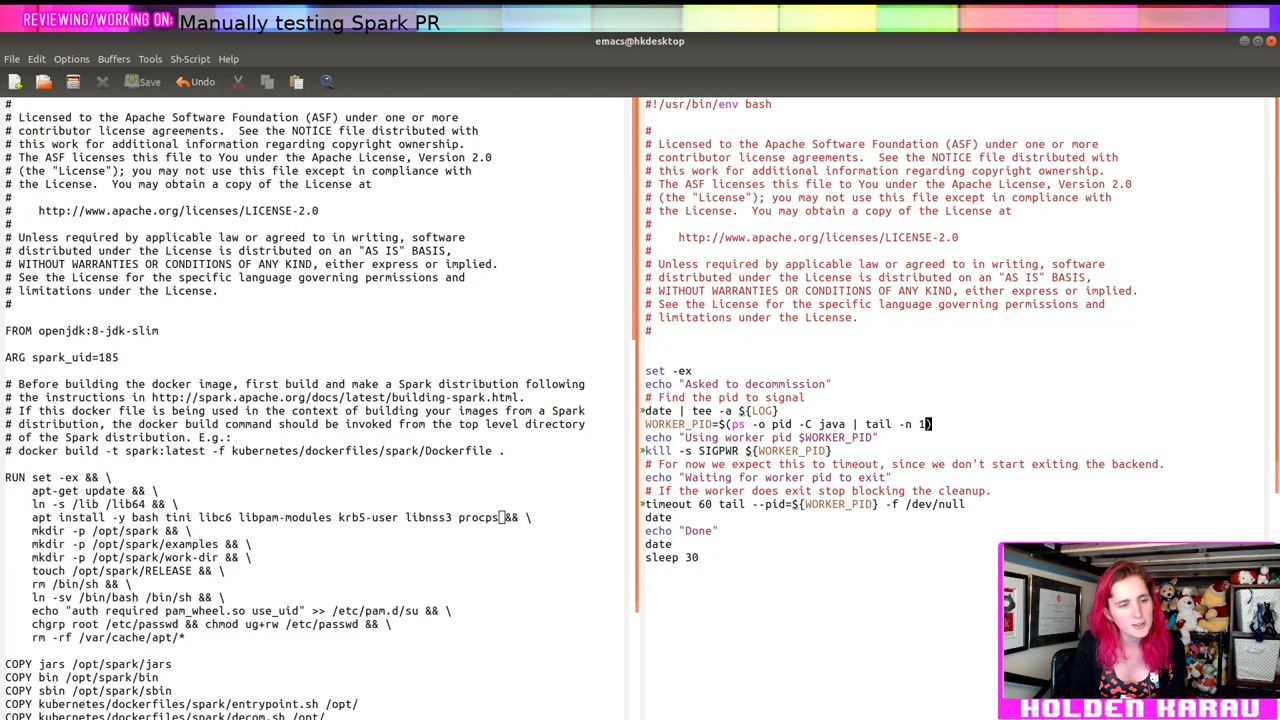 REVIEWING/WORKING ON: Manually testing Spark PR
emacs@hkdesktop
File Edit Options Buffers Tools Sh-Script Help
Save Undo
#
# Licensed to the Apache Software Foundation (ASF) under one or more
# contributor license agreements.  See the NOTICE file distributed with
# this work for additional information regarding copyright ownership.
# The ASF licenses this file to You under the Apache License, Version 2.0
# (the "License"); you may not use this file except in compliance with
# the License.  You may obtain a copy of the License at
#
#    http://www.apache.org/licenses/LICENSE-2.0
#
# Unless required by applicable law or agreed to in writing, software
# distributed under the License is distributed on an "AS IS" BASIS,
# WITHOUT WARRANTIES OR CONDITIONS OF ANY KIND, either express or implied.
# See the License for the specific language governing permissions and
# limitations under the License.
#
FROM openjdk:8-jdk-slim
ARG spark_uid=185
# Before building the docker image, first build and make a Spark distribution following
# the instructions in http://spark.apache.org/docs/latest/building-spark.html.
# If this docker file is being used in the context of building your images from a Spark
# distribution, the docker build command should be invoked from the top level directory
# of the Spark distribution. E.g.:
# docker build -t spark:latest -f kubernetes/dockerfiles/spark/Dockerfile .
RUN set -ex && \
    apt-get update && \
    ln -s /lib /lib64 && \
    apt install -y bash tini libc6 libpam-modules krb5-user libnss3 procps && \
    mkdir -p /opt/spark && \
    mkdir -p /opt/spark/examples && \
    mkdir -p /opt/spark/work-dir && \
    touch /opt/spark/RELEASE && \
    rm /bin/sh && \
    ln -sv /bin/bash /bin/sh && \
    echo "auth required pam_wheel.so use_uid" >> /etc/pam.d/su && \
    chgrp root /etc/passwd && chmod ug+rw /etc/passwd && \
    rm -rf /var/cache/apt/*
COPY jars /opt/spark/jars
COPY bin /opt/spark/bin
COPY sbin /opt/spark/sbin
COPY kubernetes/dockerfiles/spark/entrypoint.sh /opt/
COPY kubernetes/dockerfiles/spark/decom.sh /opt/
#!/usr/bin/env bash
#
# Licensed to the Apache Software Foundation (ASF) under one or more
# contributor license agreements.  See the NOTICE file distributed with
# this work for additional information regarding copyright ownership.
# The ASF licenses this file to You under the Apache License, Version 2.0
# (the "License"); you may not use this file except in compliance with
# the License.  You may obtain a copy of the License at
#
#    http://www.apache.org/licenses/LICENSE-2.0
#
# Unless required by applicable law or agreed to in writing, software
# distributed under the License is distributed on an "AS IS" BASIS,
# WITHOUT WARRANTIES OR CONDITIONS OF ANY KIND, either express or implied.
# See the License for the specific language governing permissions and
# limitations under the License.
#
set -ex
echo "Asked to decommission"
# Find the pid to signal
date | tee -a ${LOG}
WORKER_PID=$(ps -o pid -C java | tail -n 1)
echo "Using worker pid $WORKER_PID"
kill -s SIGPWR ${WORKER_PID}
# For now we expect this to timeout, since we don't start exiting the backend.
echo "Waiting for worker pid to exit"
# If the worker does exit stop blocking the cleanup.
timeout 60 tail --pid=${WORKER_PID} -f /dev/null
date
echo "Done"
date
sleep 30
HOLDEN KARAU